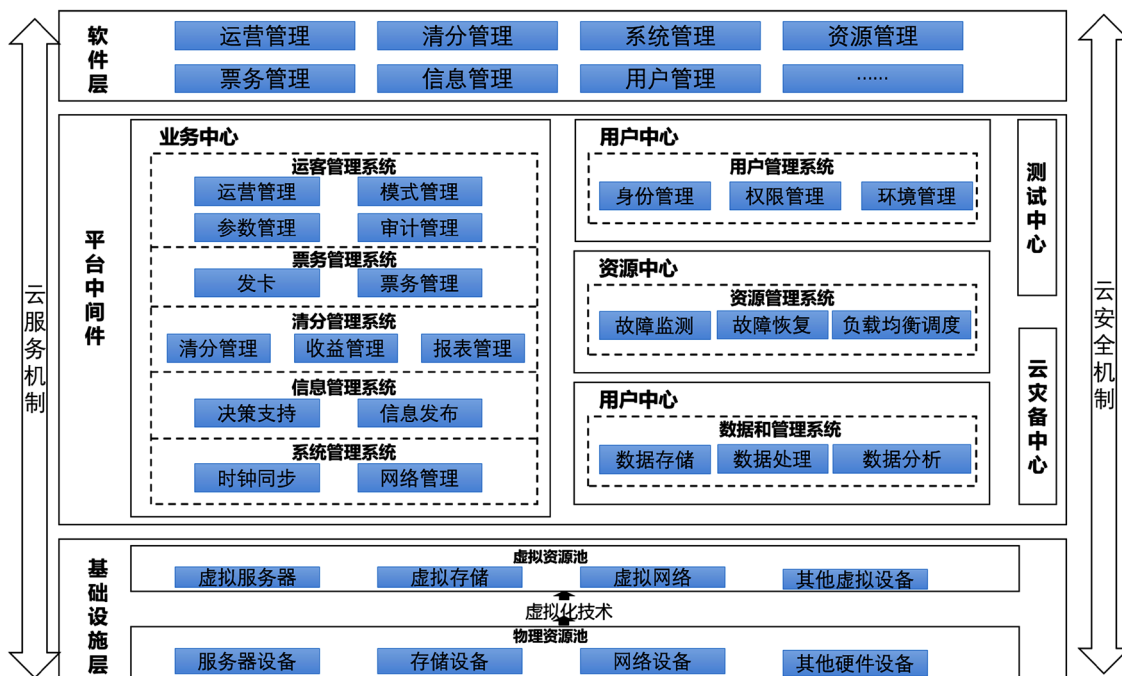 软件层
运营管理 清分管理 系统管理 资源管理
票务管理 信息管理 用户管理 ......
云服务机制
平台中间件
业务中心
运客管理系统
运营管理 模式管理
参数管理 审计管理
票务管理系统
发卡 票务管理
清分管理系统
清分管理 收益管理 报表管理
信息管理系统
决策支持 信息发布
系统管理系统
时钟同步 网络管理
用户中心
用户管理系统
身份管理 权限管理 环境管理
资源中心
资源管理系统
故障监测 故障恢复 负载均衡调度
用户中心
数据和管理系统
数据存储 数据处理 数据分析
测试中心
云灾备中心
云安全机制
基础设施层
虚拟资源池
虚拟服务器 虚拟存储 虚拟网络 其他虚拟设备
虚拟化技术
物理资源池
服务器设备 存储设备 网络设备 其他硬件设备